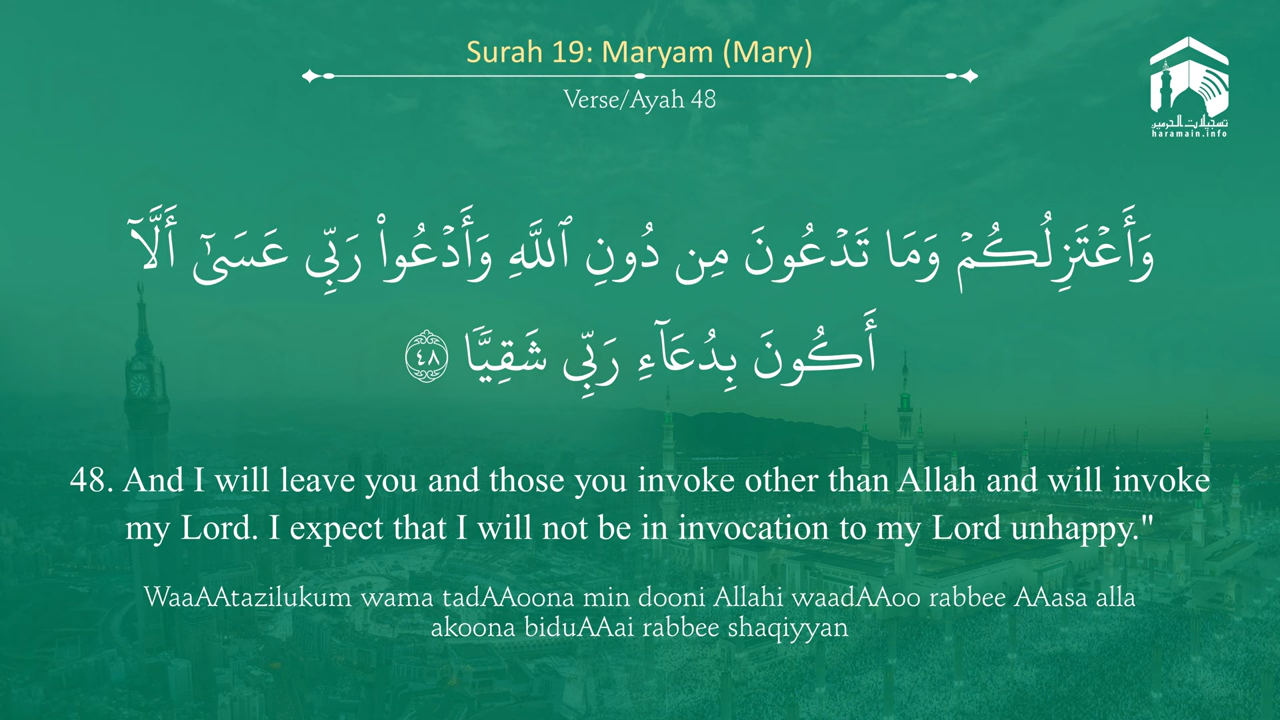 Surah 19: Maryam (Mary)
Verse/Ayah 48
تسجيلات الحرمين
haramain.info
وَأَعۡتَزِلُكُمۡ وَمَا تَدۡعُونَ مِن دُونِ ٱللَّهِ وَأَدۡعُواْ رَبِّي عَسَىٰٓ أَلَّآ
أَكُونَ بِدُعَآءِ رَبِّي شَقِيّٗا ٤٨
48. And I will leave you and those you invoke other than Allah and will invoke
my Lord. I expect that I will not be in invocation to my Lord unhappy."
WaaAAtazilukum wama tadAAoona min dooni Allahi waadAAoo rabbee AAasa alla
akoona biduAAai rabbee shaqiyyan